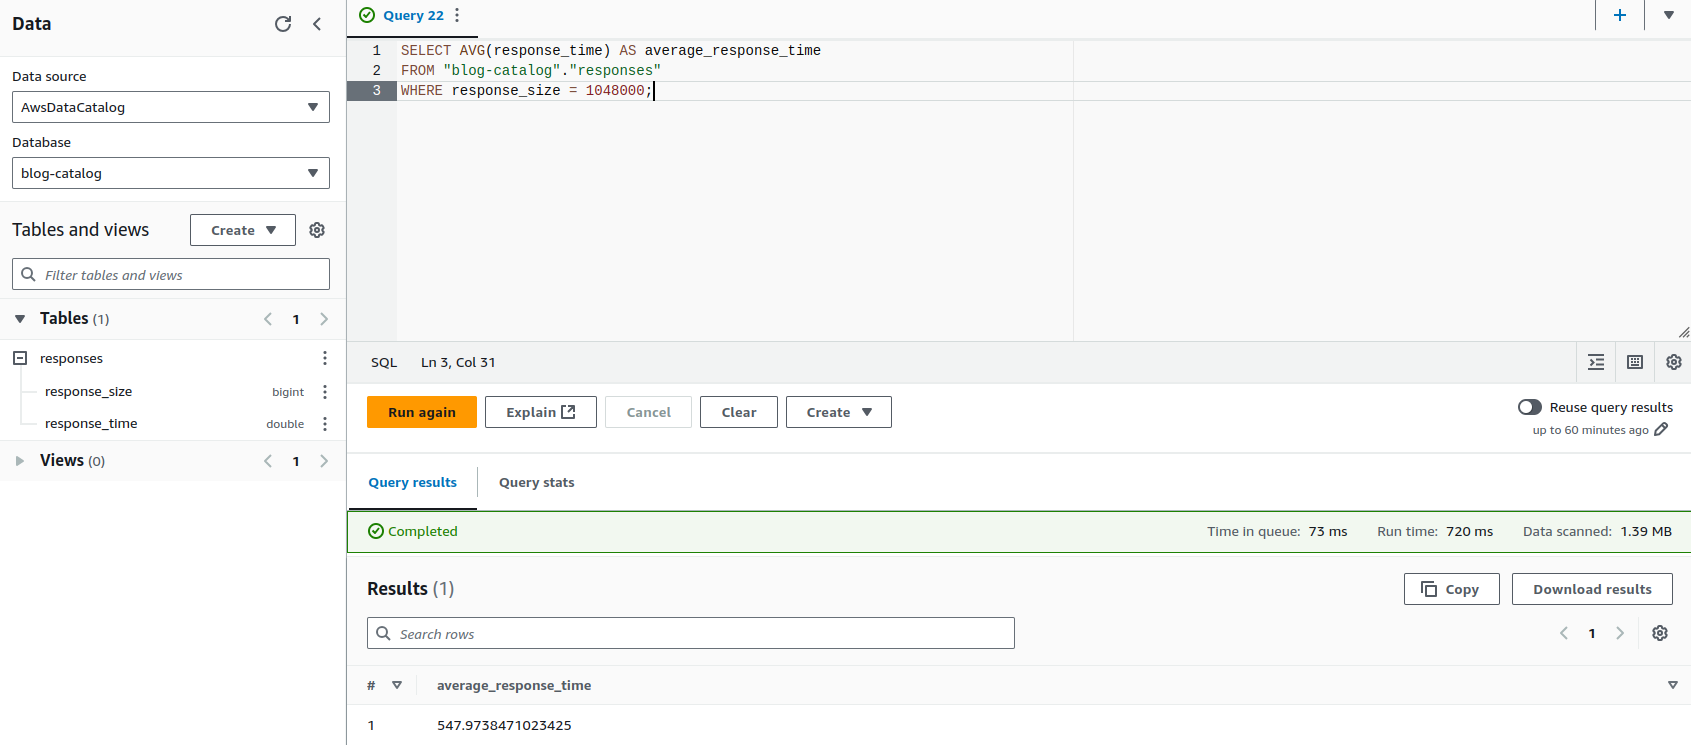 Data
Data source
AwsDataCatalog
Database
blog-catalog
Tables and views
Create
Filter tables and views
Tables (1)
1
responses
response_size bigint
response_time double
Views (0)
1
Query 22
1 SELECT AVG(response_time) AS average_response_time
2 FROM "blog-catalog"."responses"
3 WHERE response_size = 1048000;
SQL Ln 3, Col 31
Run again Explain Cancel Clear Create
Reuse query results
up to 60 minutes ago
Query results Query stats
Completed Time in queue: 73 ms Run time: 720 ms Data scanned: 1.39 MB
Results (1) Copy Download results
Search rows
1
# average_response_time
1 547.9738471023425